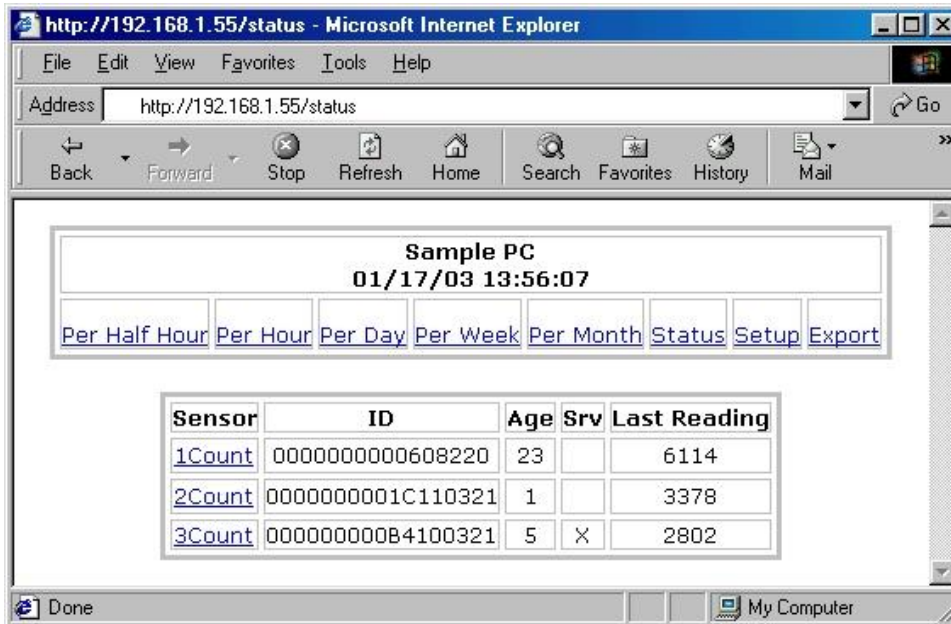 http://192.168.1.55/status - Microsoft Internet Explorer
File Edit View Favorites Tools Help
Address http://192.168.1.55/status Go
Back Forward Stop Refresh Home Search Favorites History Mail
Sample PC
01/17/03 13:56:07
Per Half Hour Per Hour Per Day Per Week Per Month Status Setup Export
Sensor ID Age Srv Last Reading
1Count 0000000000608220 23 6114
2Count 0000000001C110321 1 3378
3Count 000000000B4100321 5 X 2802
Done My Computer